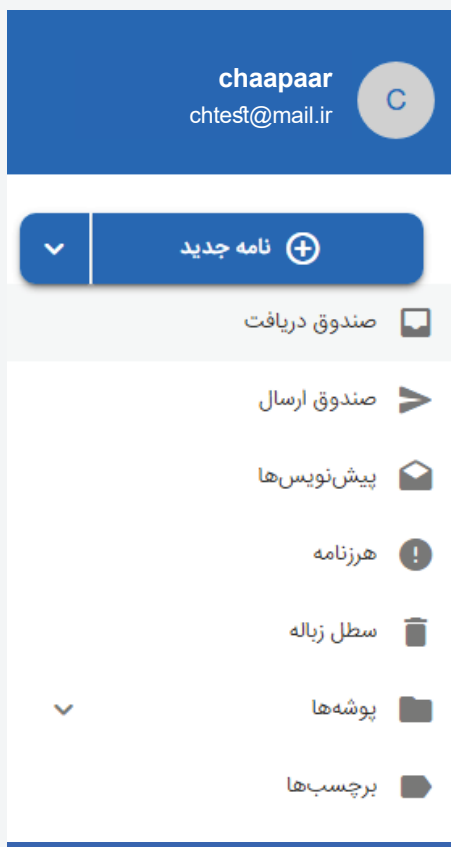 chaapaar
chtest@mail.ir
C
نامه جدید
صندوق دریافت
صندوق ارسال
پیش‌نویس‌ها
هرزنامه
سطل زباله
پوشه‌ها
برچسب‌ها